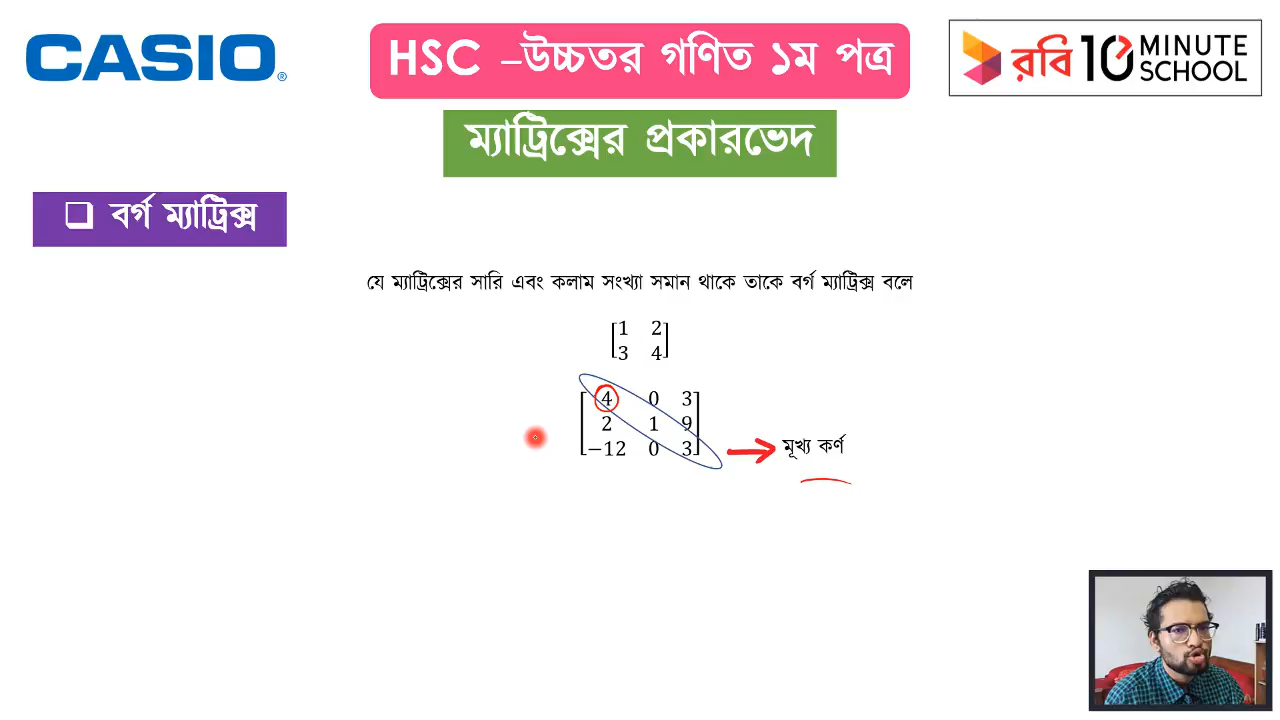 CASIO®
HSC –উচ্চতর গণিত ১ম পত্র
রবি 10 MINUTE SCHOOL
ম্যাট্রিক্সের প্রকারভেদ
❑ বর্গ ম্যাট্রিক্স
যে ম্যাট্রিক্সের সারি এবং কলাম সংখ্যা সমান থাকে তাকে বর্গ ম্যাট্রিক্স বলে
1 2
3 4
4 0 3
2 1 9
−12 0 3
মূখ্য কর্ণ